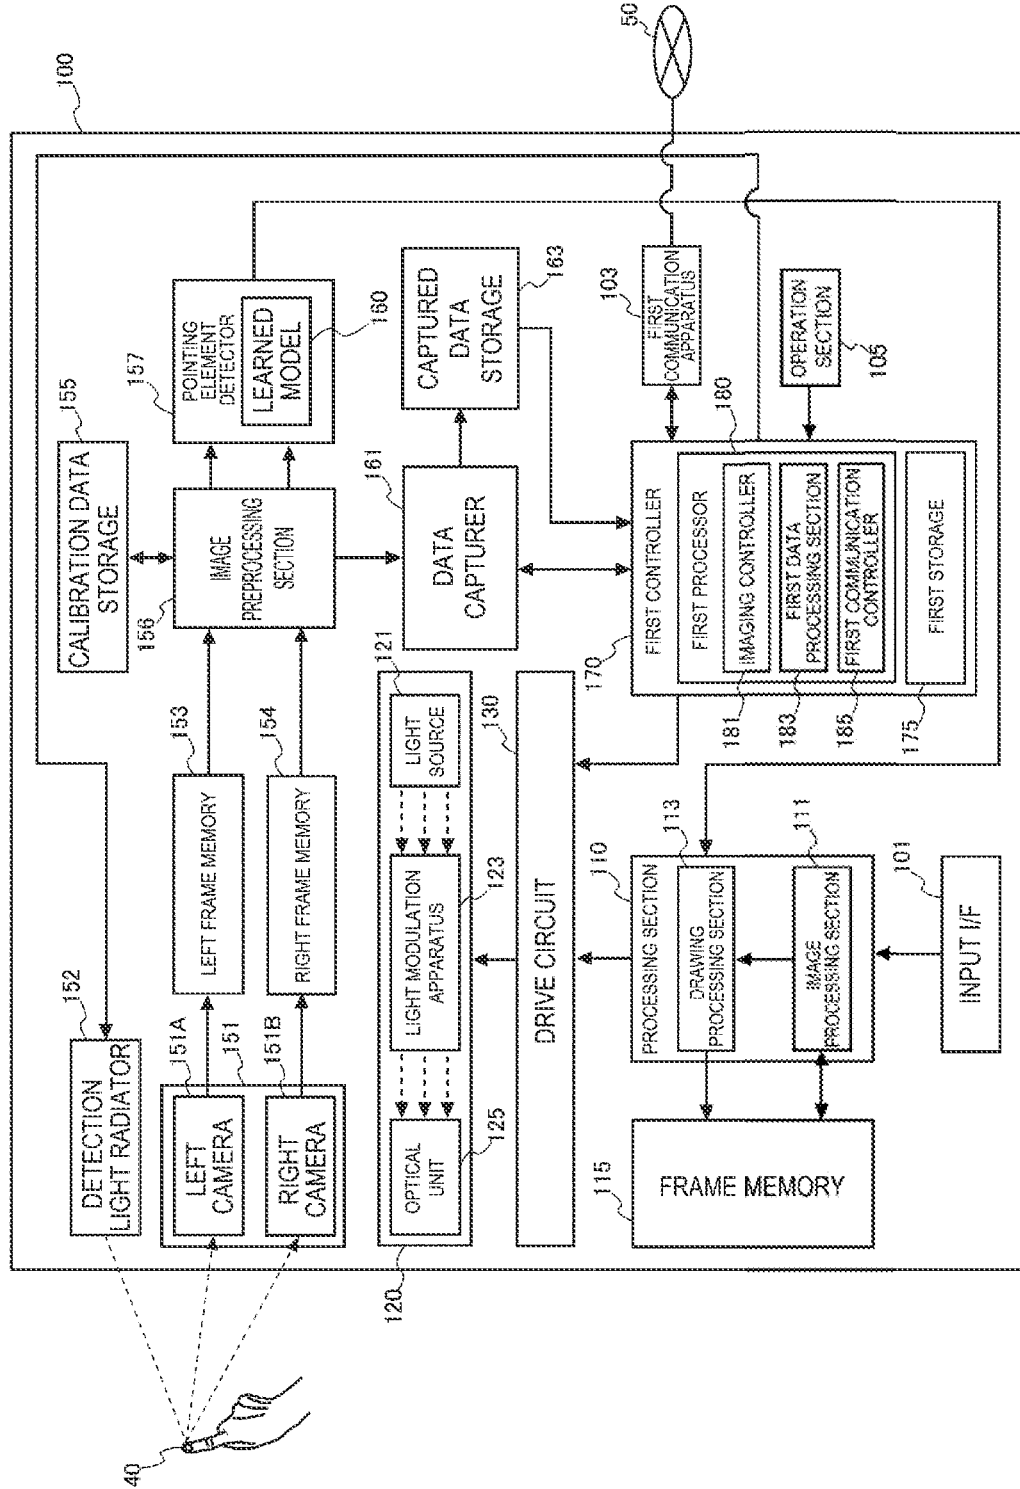 100
50
40
152
DETECTION
LIGHT RADIATOR
155
CALIBRATION DATA
STORAGE
151A
LEFT
CAMERA
151
151B
RIGHT
CAMERA
153
LEFT FRAME MEMORY
154
RIGHT FRAME MEMORY
156
IMAGE
PREPROCESSING
SECTION
157
POINTING
ELEMENT
DETECTOR
LEARNED
MODEL
160
120
OPTICAL
UNIT
125
LIGHT MODULATION
APPARATUS
123
121
LIGHT
SOURCE
161
DATA
CAPTURER
CAPTURED
DATA
STORAGE
163
130
DRIVE CIRCUIT
115
FRAME MEMORY
110
PROCESSING SECTION
113
DRAWING
PROCESSING SECTION
111
IMAGE
PROCESSING SECTION
101
INPUT I/F
170
FIRST CONTROLLER
180
FIRST PROCESSOR
IMAGING CONTROLLER
181
FIRST DATA
PROCESSING SECTION
183
FIRST COMMUNICATION
CONTROLLER
185
FIRST STORAGE
175
103
FIRST
COMMUNICATION
APPARATUS
OPERATION
SECTION
105